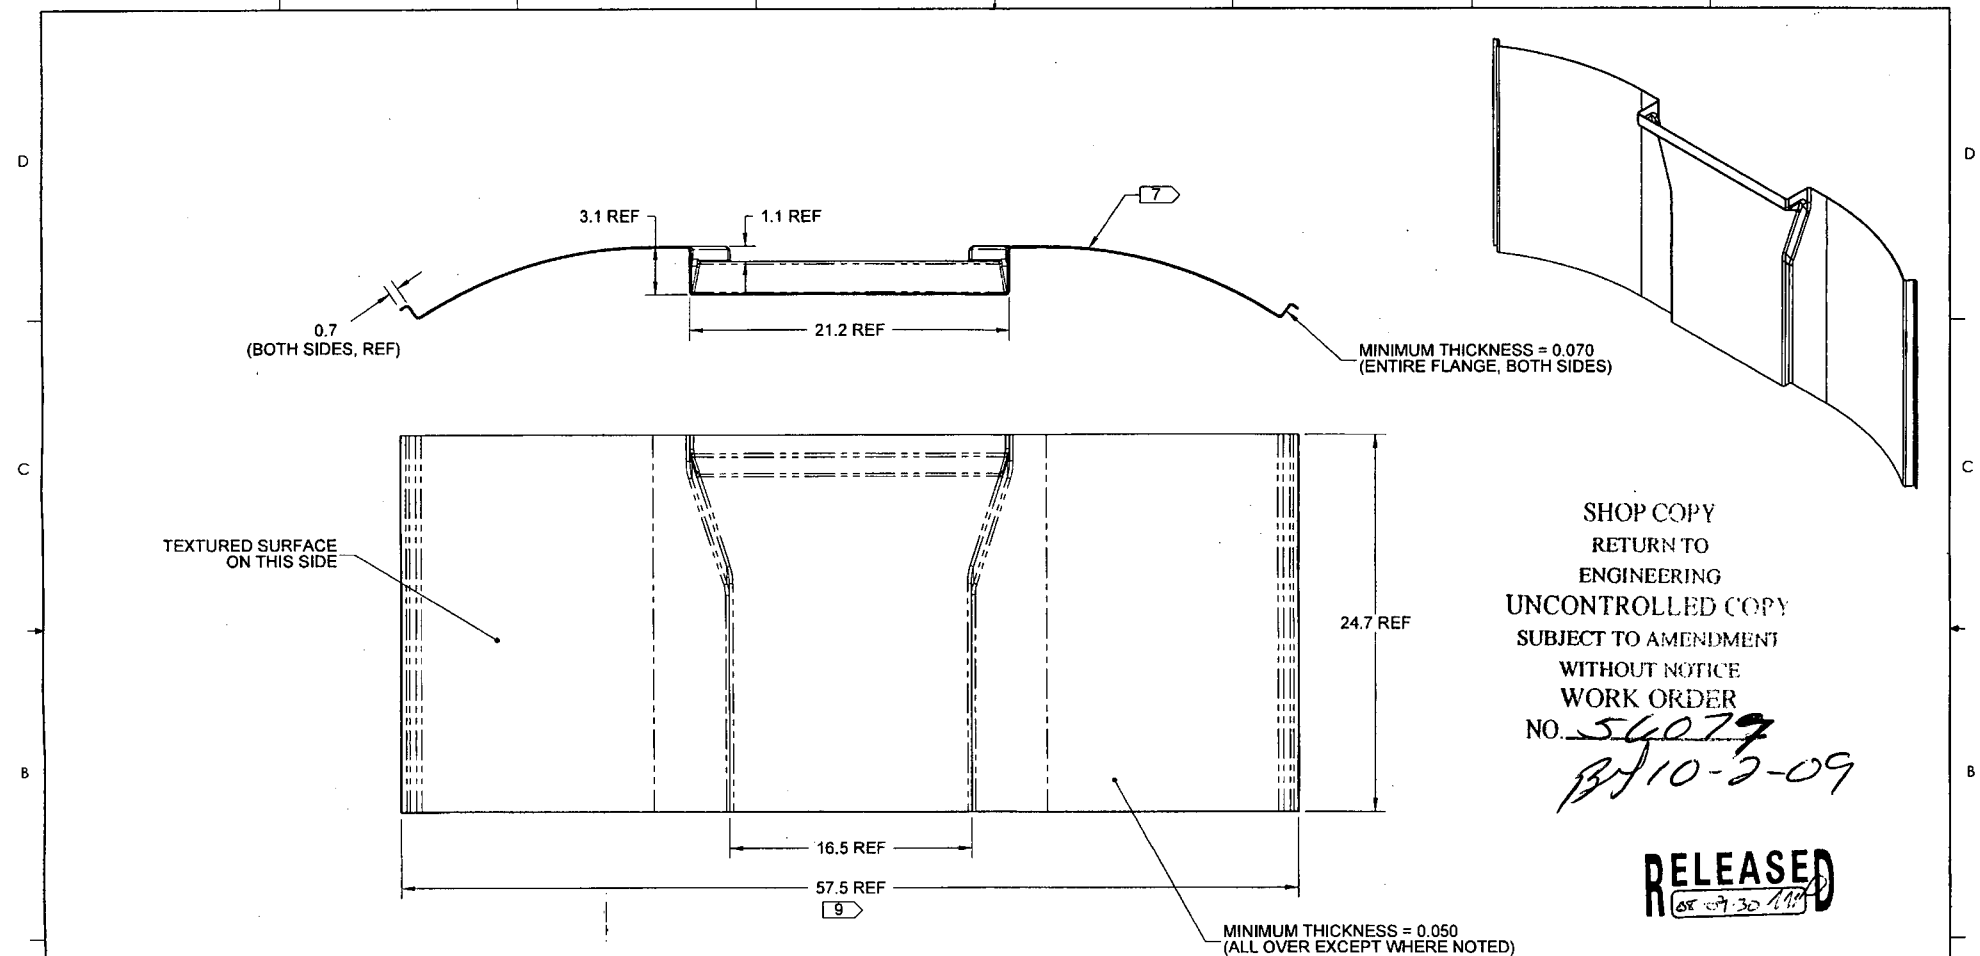 D
D
3.1 REF
1.1 REF
7
0.7
(BOTH SIDES, REF)
21.2 REF
MINIMUM THICKNESS = 0.070
(ENTIRE FLANGE, BOTH SIDES)
C
C
TEXTURED SURFACE
ON THIS SIDE
24.7 REF
SHOP COPY
RETURN TO
ENGINEERING
UNCONTROLLED COPY
SUBJECT TO AMENDMENT
WITHOUT NOTICE
WORK ORDER
NO.
10-2-09
B
B
16.5 REF
57.5 REF
9
RELEASED
MINIMUM THICKNESS = 0.050
(ALL OVER EXCEPT WHERE NOTED)